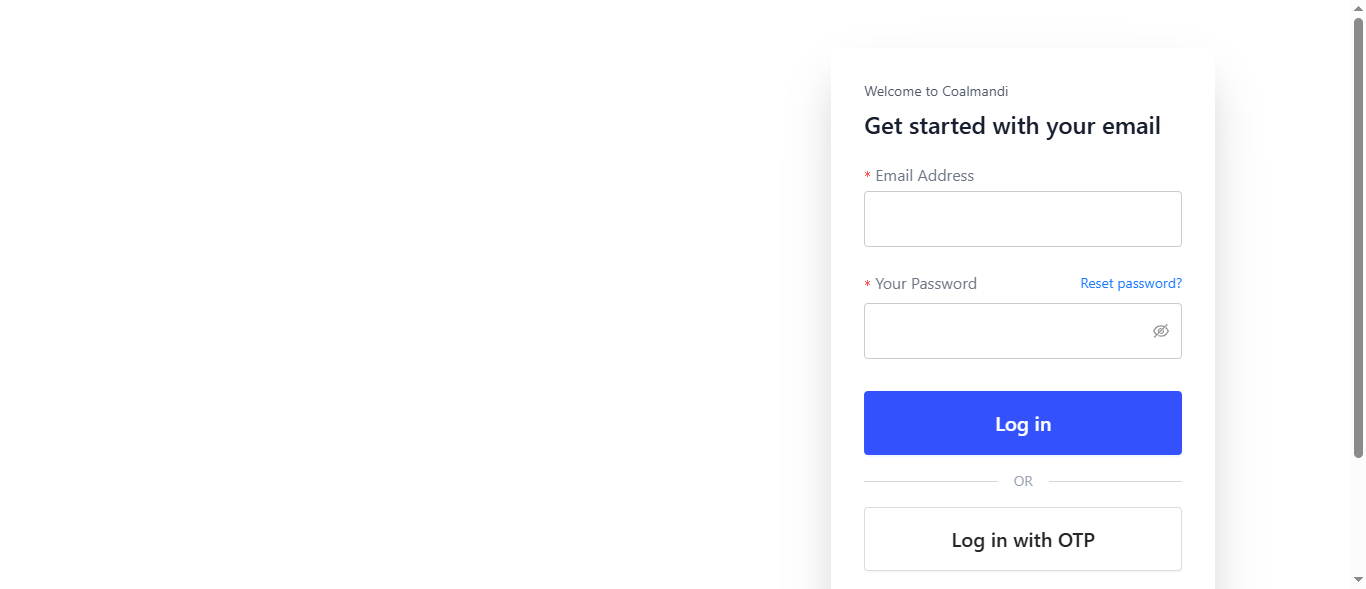 Welcome to Coalmandi
Get started with your email
* Email Address
* Your Password Reset password?
Log in
OR
Log in with OTP